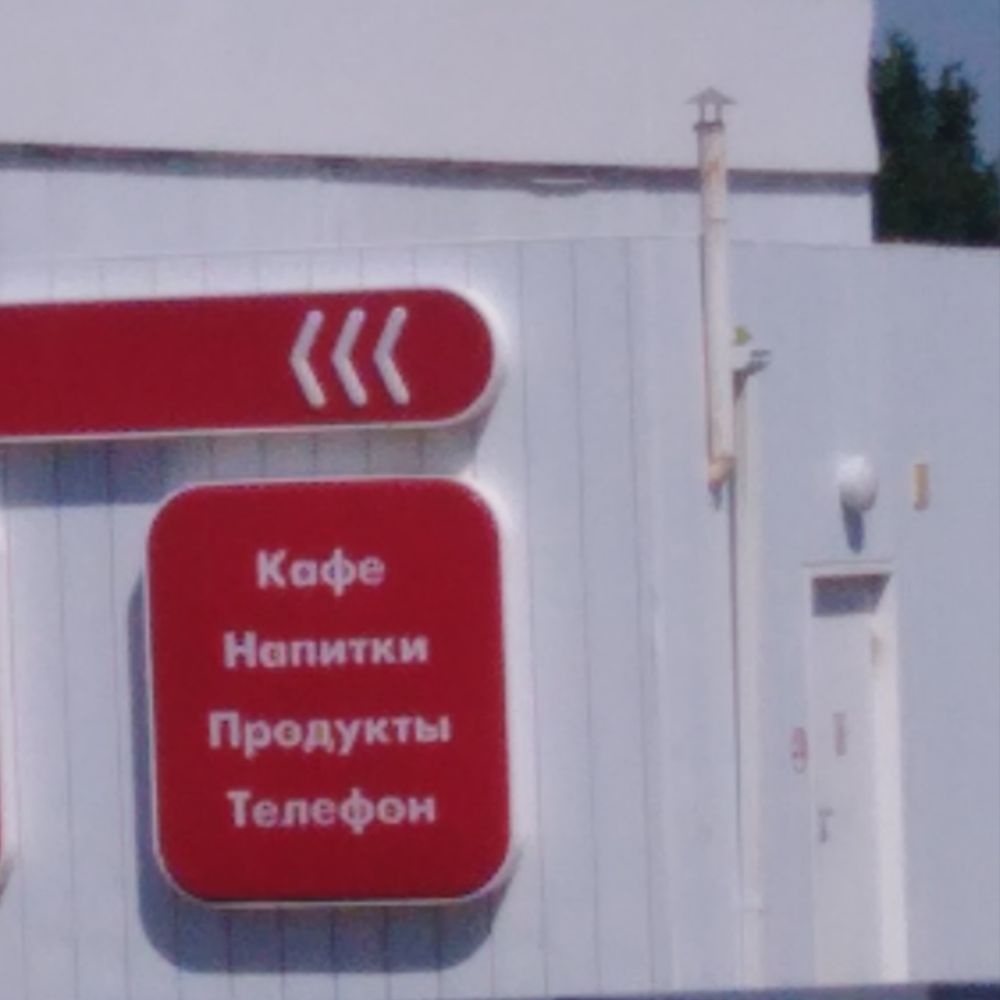 Кафе
Напитки
Продукты
Телефон